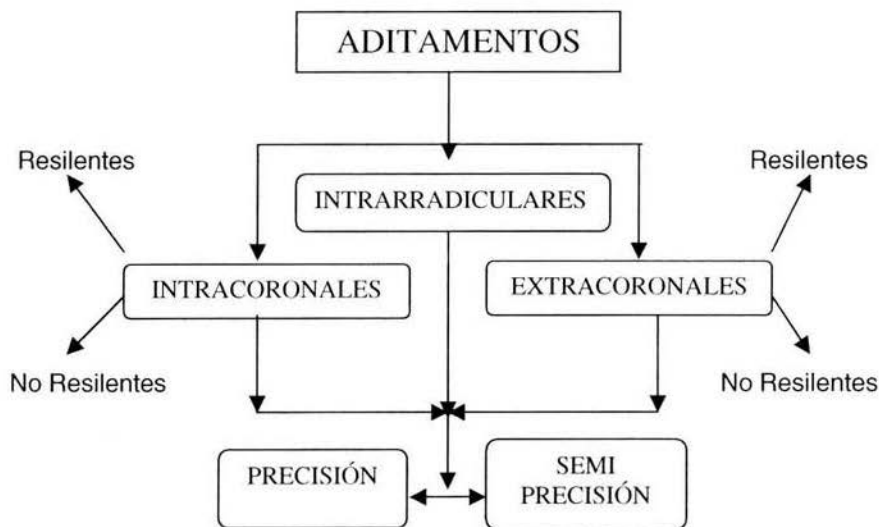 ADITAMENTOS
Resilentes
Resilentes
INTRARRADICULARES
INTRACORONALES
EXTRACORONALES
No Resilentes
No Resilentes
PRECISIÓN
SEMI
PRECISIÓN